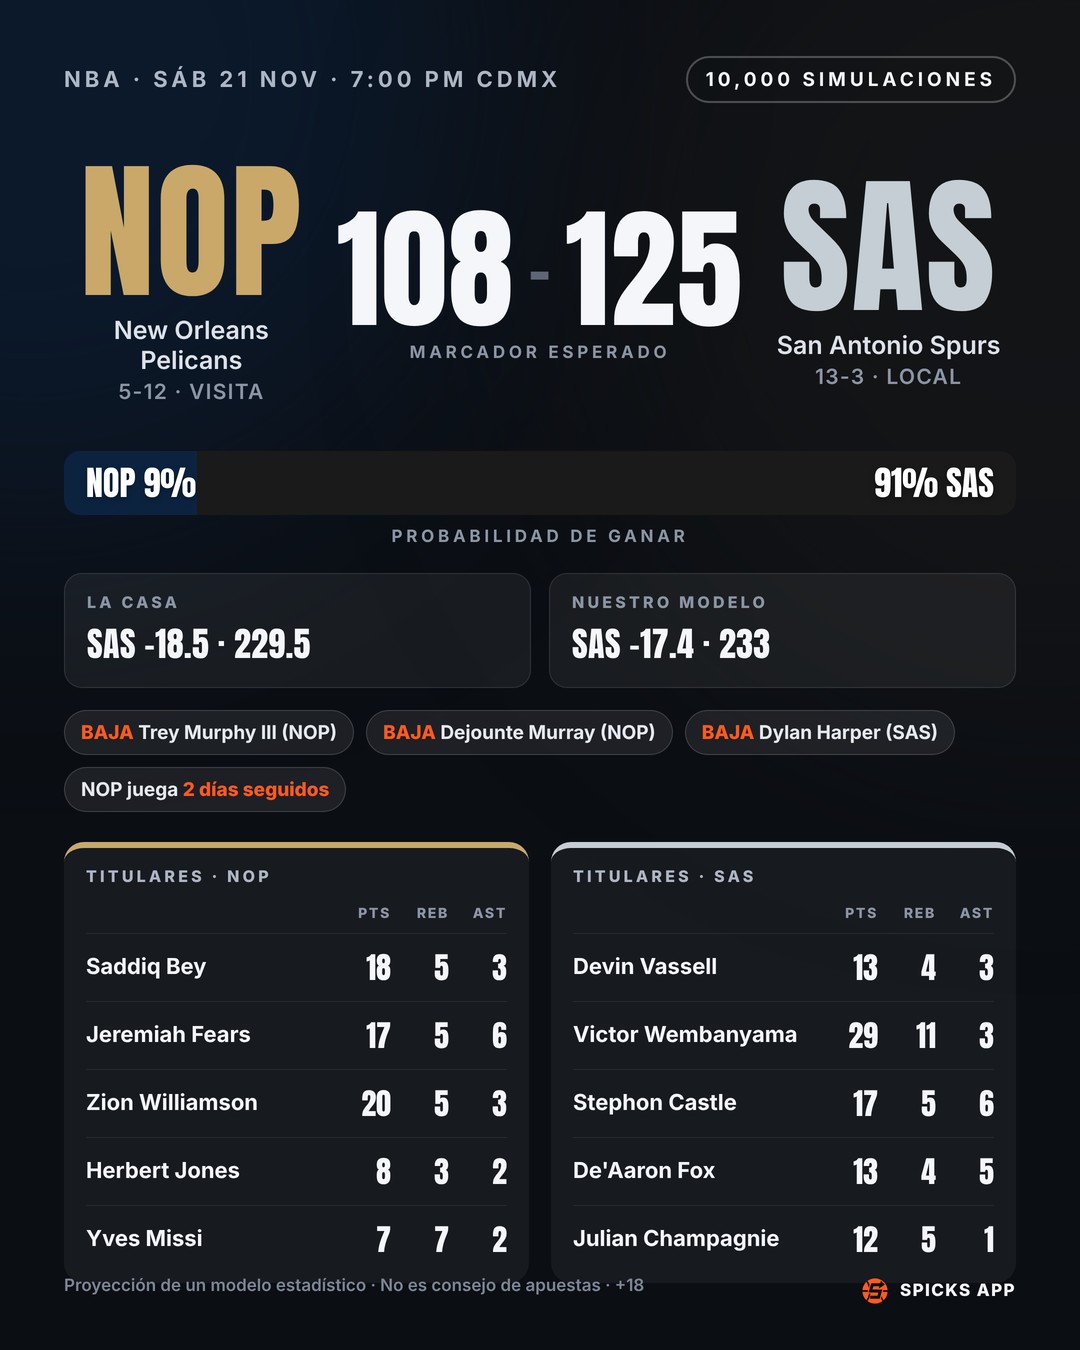 NBA · SÁB 21 NOV · 7:00 PM CDMX
10,000 SIMULACIONES
NOP
New Orleans
Pelicans
5-12 · VISITA
108 - 125
MARCADOR ESPERADO
SAS
San Antonio Spurs
13-3 · LOCAL
NOP 9%
91% SAS
PROBABILIDAD DE GANAR
LA CASA
SAS -18.5 · 229.5
NUESTRO MODELO
SAS -17.4 · 233
BAJA Trey Murphy III (NOP)
BAJA Dejounte Murray (NOP)
BAJA Dylan Harper (SAS)
NOP juega 2 días seguidos
TITULARES · NOP
PTS REB AST
Saddiq Bey 18 5 3
Jeremiah Fears 17 5 6
Zion Williamson 20 5 3
Herbert Jones 8 3 2
Yves Missi 7 7 2
TITULARES · SAS
PTS REB AST
Devin Vassell 13 4 3
Victor Wembanyama 29 11 3
Stephon Castle 17 5 6
De'Aaron Fox 13 4 5
Julian Champagnie 12 5 1
Proyección de un modelo estadístico · No es consejo de apuestas · +18
SPICKS APP